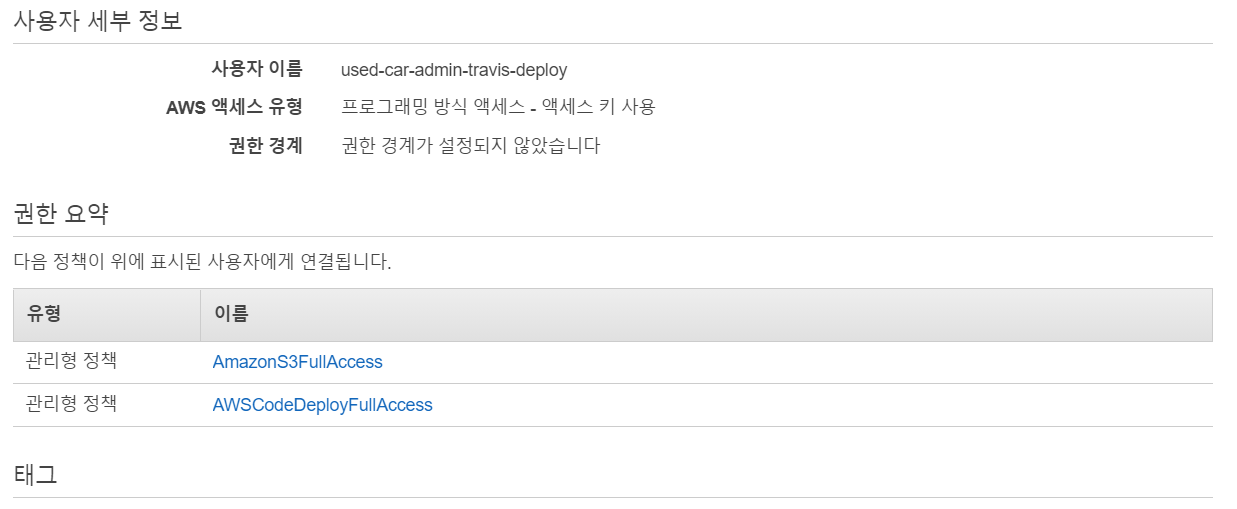 사용자 세부 정보
사용자 이름 used-car-admin-travis-deploy
AWS 액세스 유형 프로그래밍 방식 액세스 - 액세스 키 사용
권한 경계 권한 경계가 설정되지 않았습니다
권한 요약
다음 정책이 위에 표시된 사용자에게 연결됩니다.
유형 이름
관리형 정책 AmazonS3FullAccess
관리형 정책 AWSCodeDeployFullAccess
태그